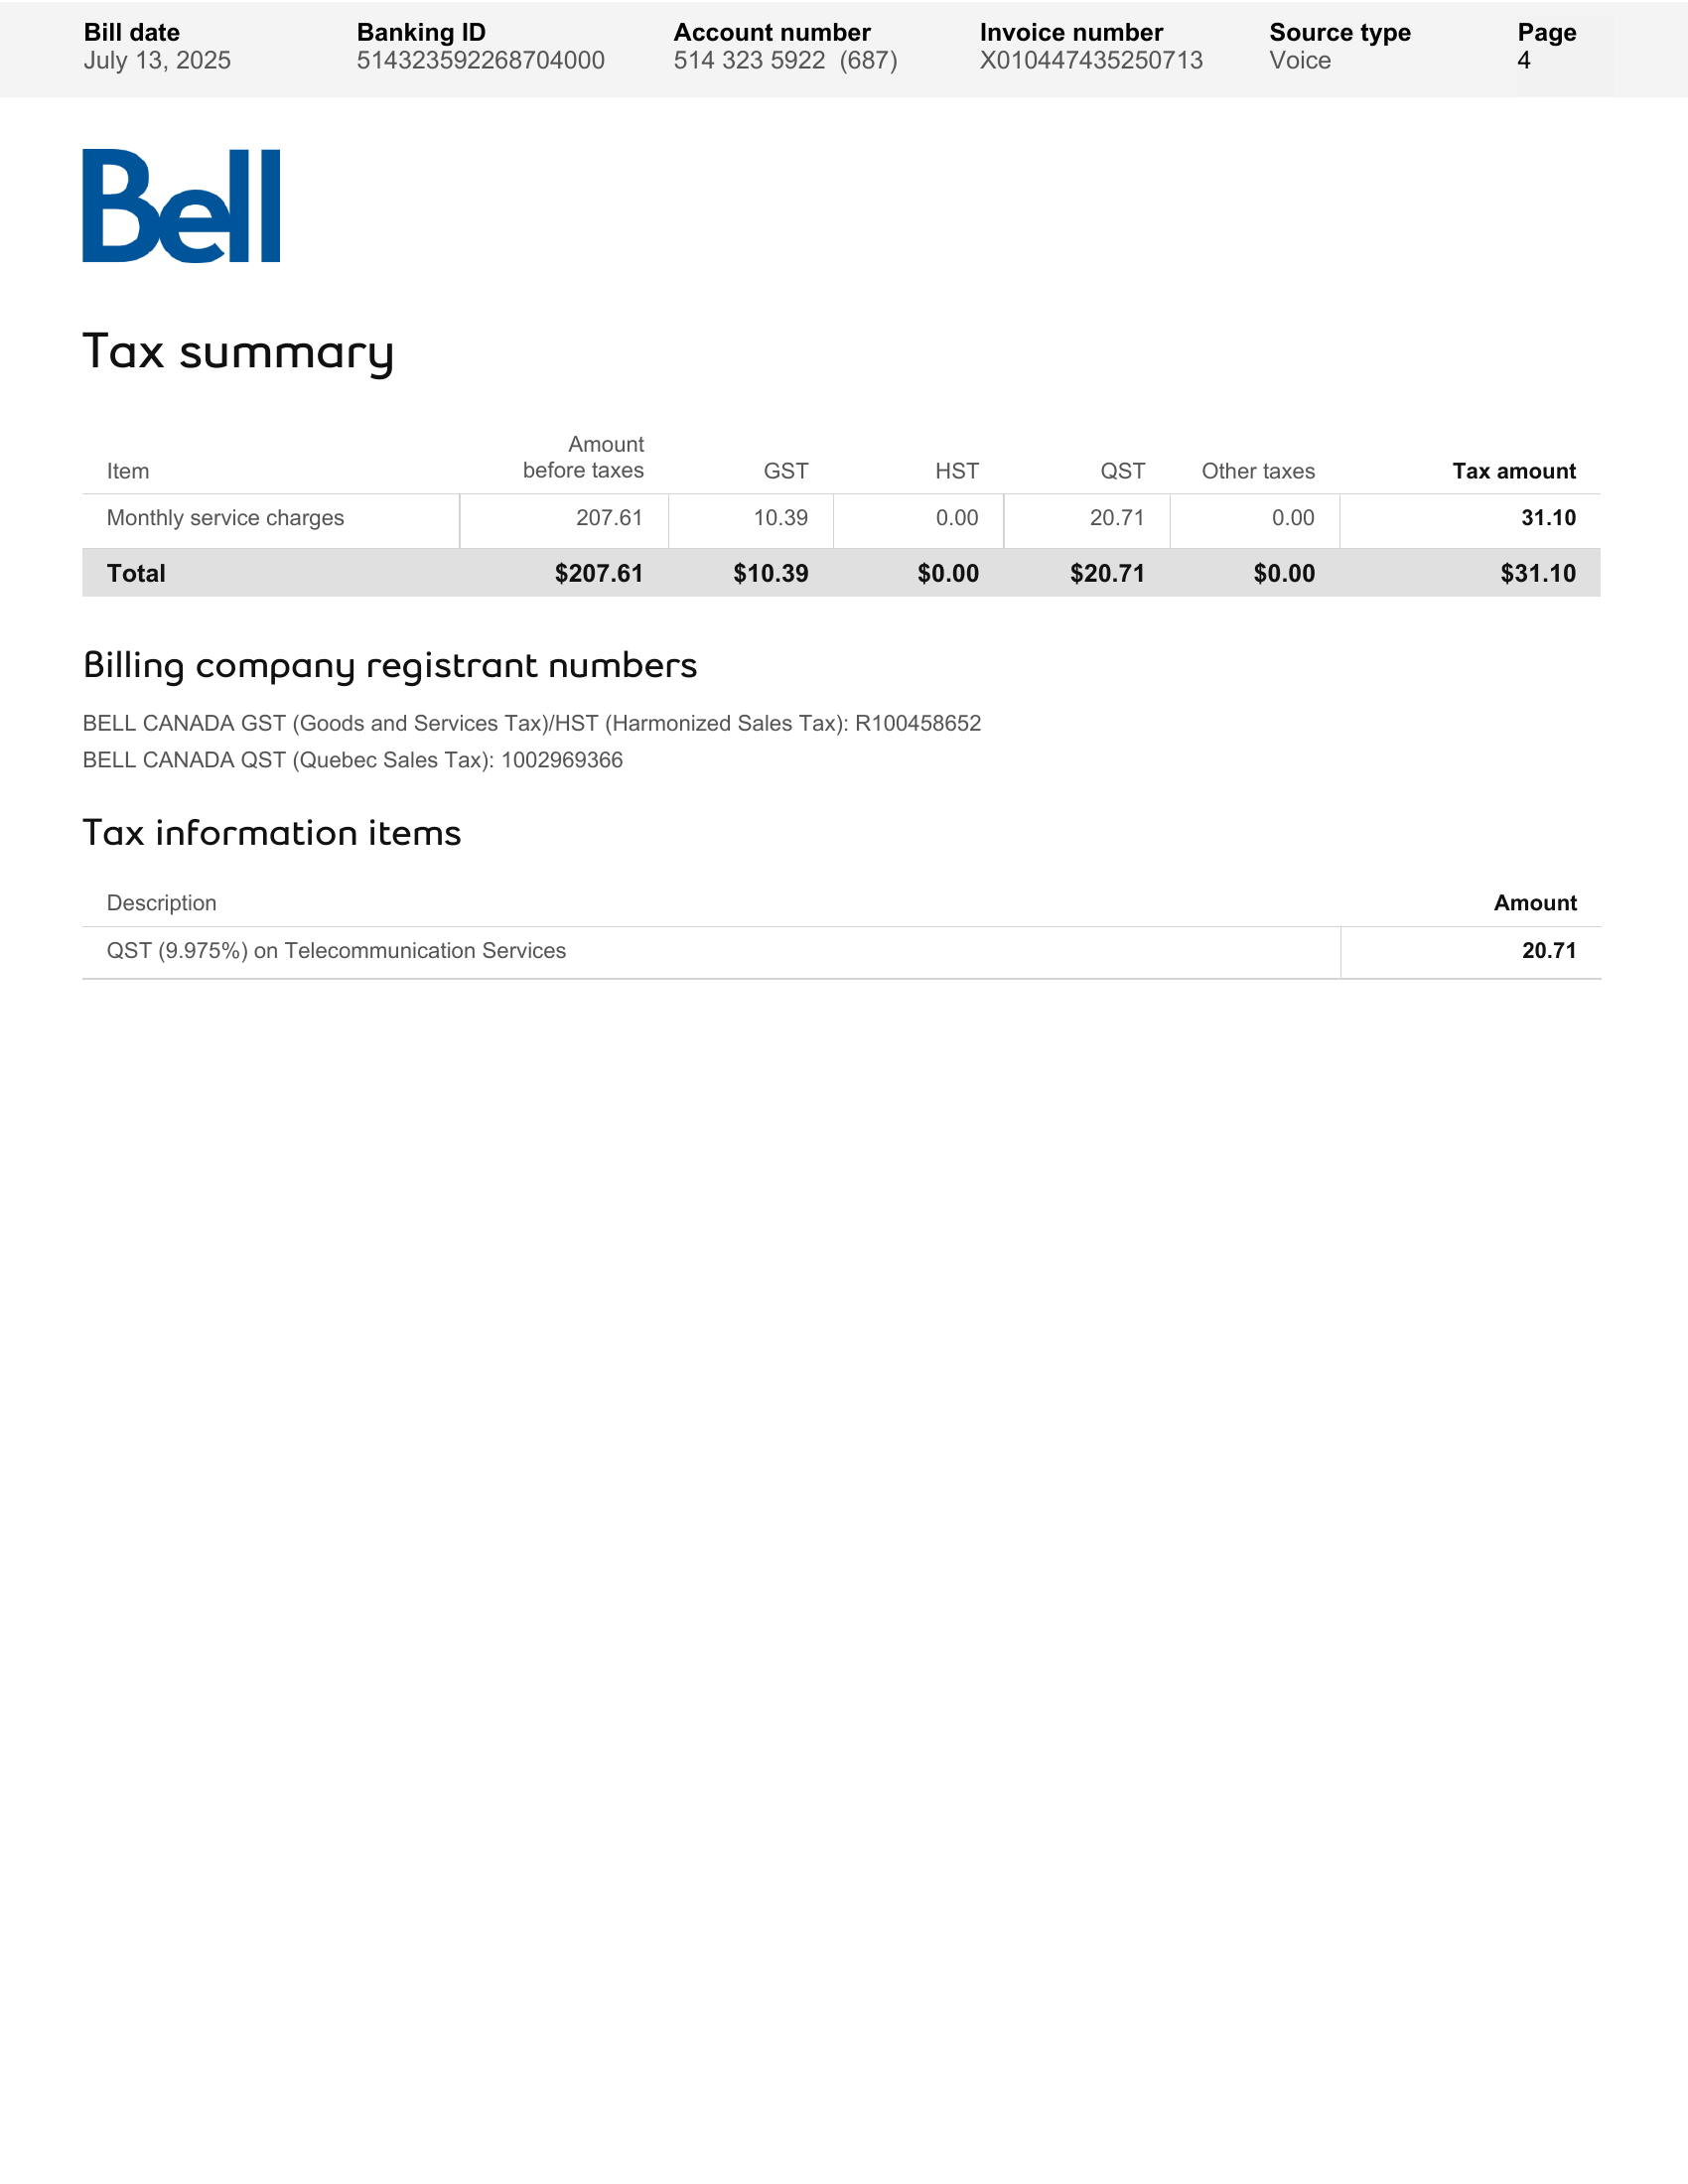 Bill date Banking ID Account number Invoice number Source type Page
July 13, 2025 514323592268704000 514 323 5922 (687) X010447435250713 Voice 4
Bell
Tax summary
Amount
Item before taxes GST HST QST Other taxes Tax amount
Monthly service charges 207.61 10.39 0.00 20.71 0.00 31.10
Total $207.61 $10.39 $0.00 $20.71 $0.00 $31.10
Billing company registrant numbers
BELL CANADA GST (Goods and Services Tax)/HST (Harmonized Sales Tax): R100458652
BELL CANADA QST (Quebec Sales Tax): 1002969366
Tax information items
Description Amount
QST (9.975%) on Telecommunication Services 20.71